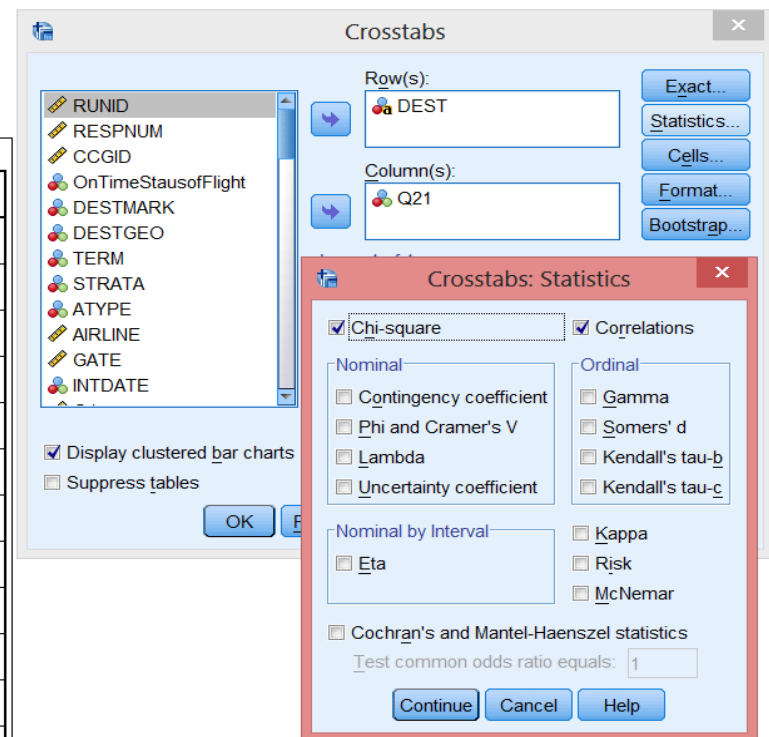 Crosstabs
Row(s):
DEST
Column(s):
Q21
RUNID
RESPNUM
CCGID
OnTimeStausofFlight
DESTMARK
DESTGEO
TERM
STRATA
ATYPE
AIRLINE
GATE
INTDATE
Exact...
Statistics...
Cells...
Format...
Bootstrap...
Display clustered bar charts
Suppress tables
OK
Crosstabs: Statistics
Chi-square
Correlations
Nominal
Contingency coefficient
Phi and Cramer's V
Lambda
Uncertainty coefficient
Ordinal
Gamma
Somers' d
Kendall's tau-b
Kendall's tau-c
Nominal by Interval
Eta
Kappa
Risk
McNemar
Cochran's and Mantel-Haenszel statistics
Test common odds ratio equals: 1
Continue Cancel Help